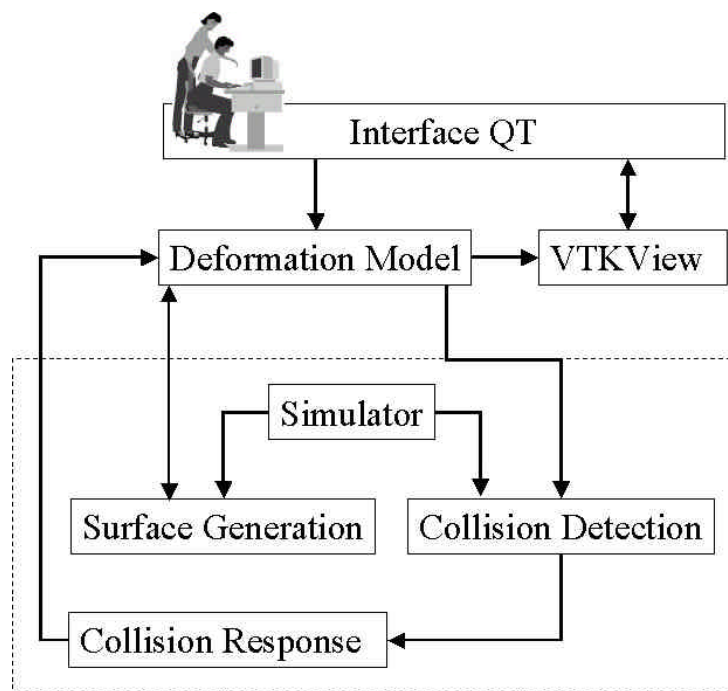 Interface QT
Deformation Model
VTKView
Simulator
Surface Generation
Collision Detection
Collision Response